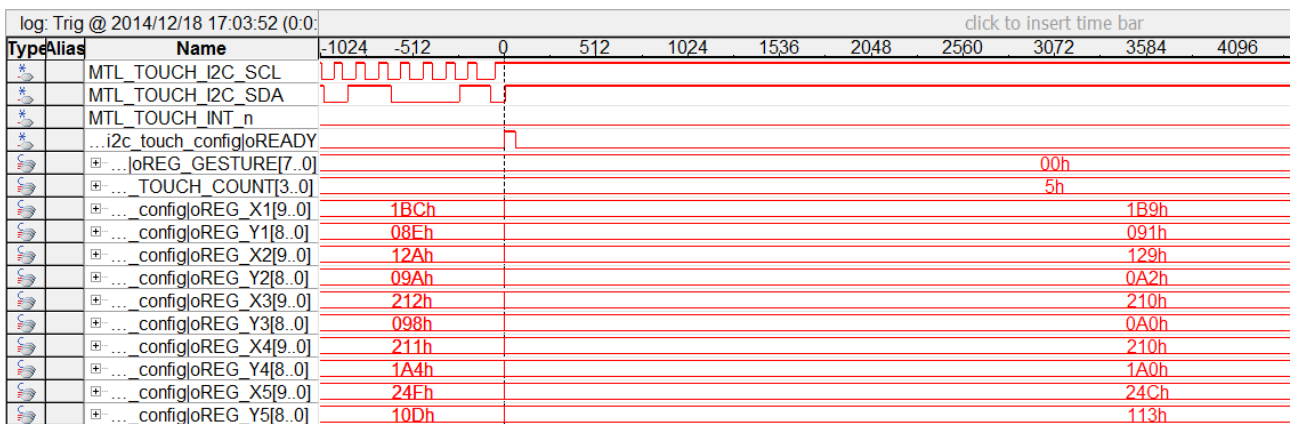 log: Trig @ 2014/12/18 17:03:52 (0:0: click to insert time bar
Type Alias Name -1024 -512 0 512 1024 1536 2048 2560 3072 3584 4096
MTL_TOUCH_I2C_SCL
MTL_TOUCH_I2C_SDA
MTL_TOUCH_INT_n
...i2c_touch_config|oREADY
...|oREG_GESTURE[7..0] 00h
..._TOUCH_COUNT[3..0] 5h
..._config|oREG_X1[9..0] 1BCh 1B9h
..._config|oREG_Y1[8..0] 08Eh 091h
..._config|oREG_X2[9..0] 12Ah 129h
..._config|oREG_Y2[8..0] 09Ah 0A2h
..._config|oREG_X3[9..0] 212h 210h
..._config|oREG_Y3[8..0] 098h 0A0h
..._config|oREG_X4[9..0] 211h 210h
..._config|oREG_Y4[8..0] 1A4h 1A0h
..._config|oREG_X5[9..0] 24Fh 24Ch
..._config|oREG_Y5[8..0] 10Dh 113h